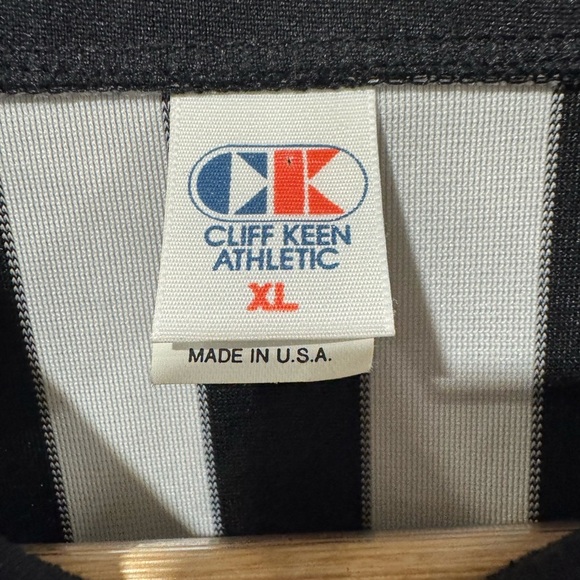 CK
CLIFF KEEN
ATHLETIC
XL
MADE IN U.S.A.